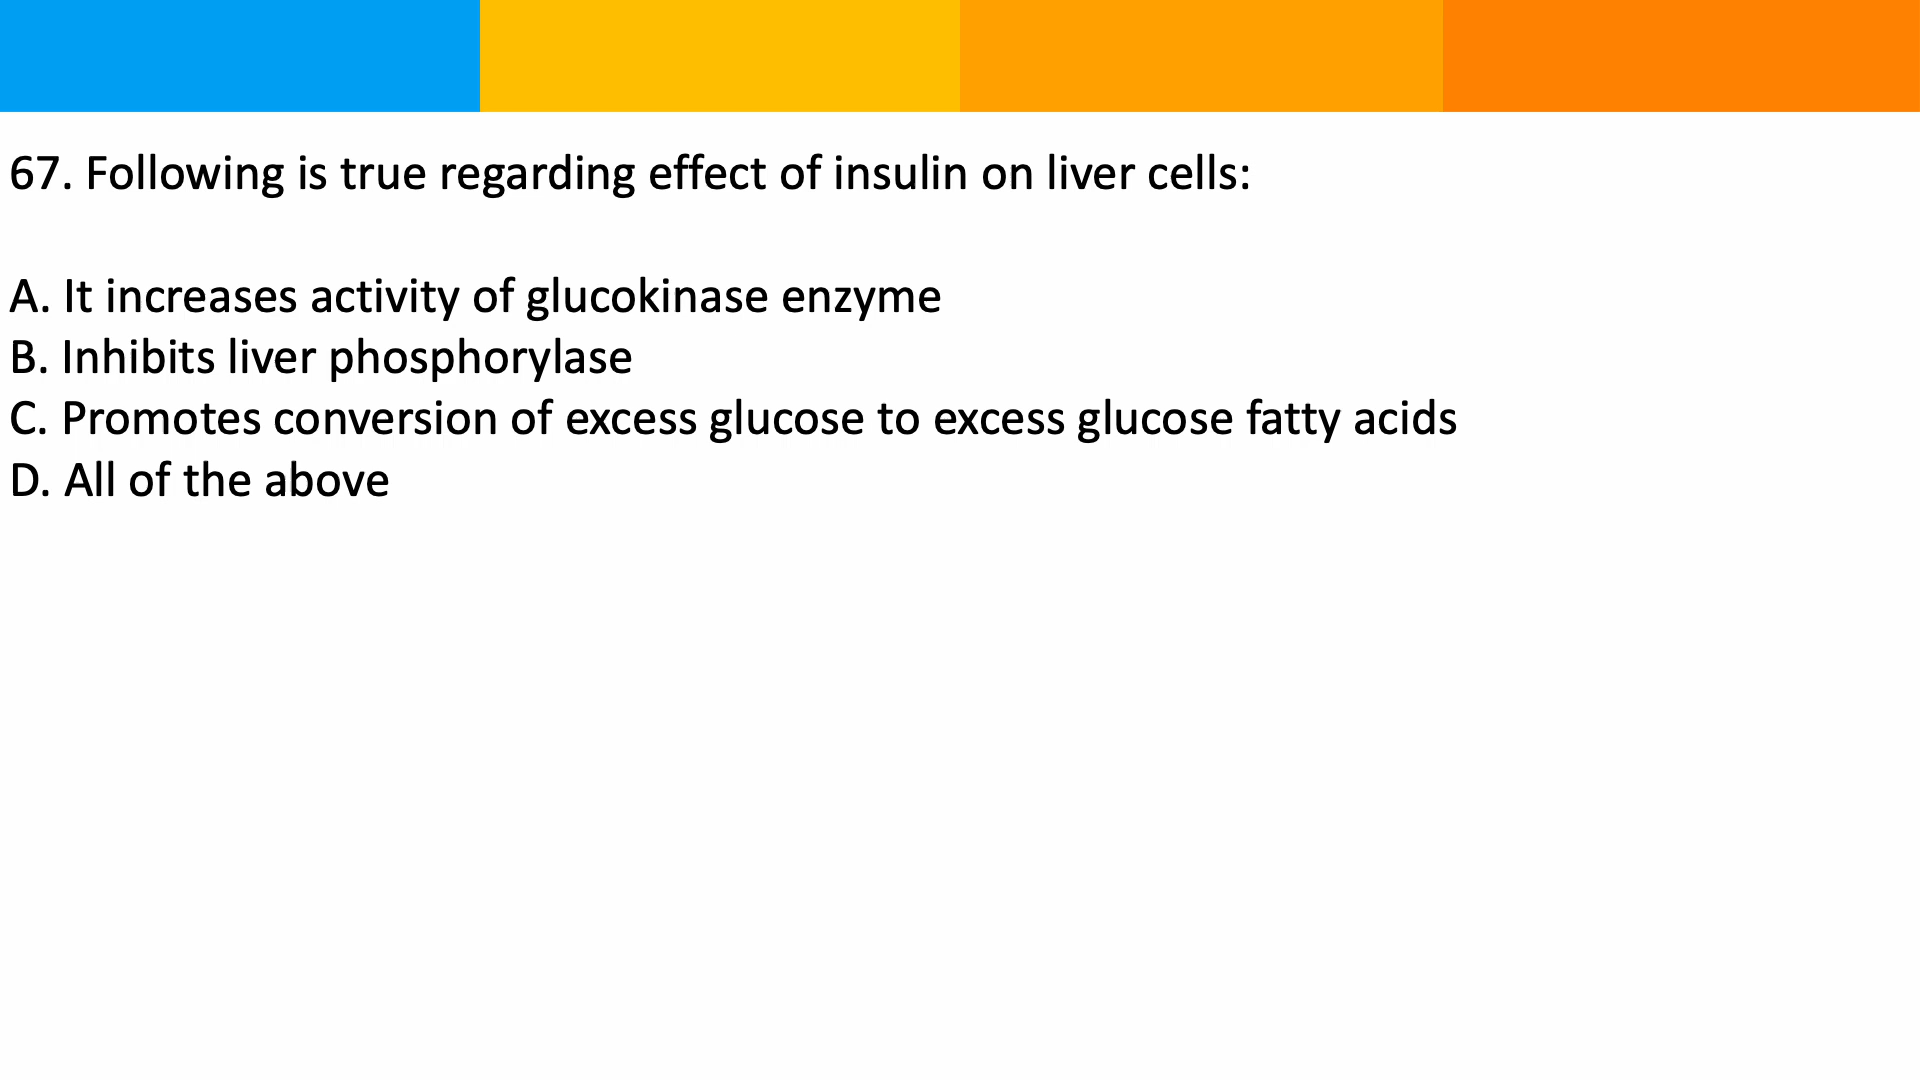 67. Following is true regarding effect of insulin on liver cells:
A. It increases activity of glucokinase enzyme
B. Inhibits liver phosphorylase
C. Promotes conversion of excess glucose to excess glucose fatty acids
D. All of the above